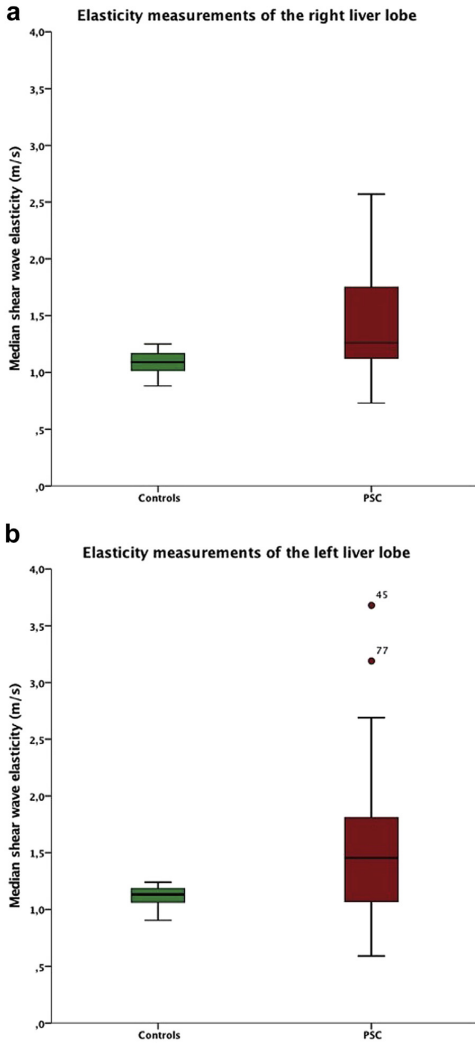 a
Elasticity measurements of the right liver lobe
Median shear wave elasticity (m/s)
4,0
3,5
3,0
2,5
2,0
1,5
1,0
,5
,0
Controls
PSC
b
Elasticity measurements of the left liver lobe
Median shear wave elasticity (m/s)
4,0
3,5
3,0
2,5
2,0
1,5
1,0
,5
,0
45
77
Controls
PSC